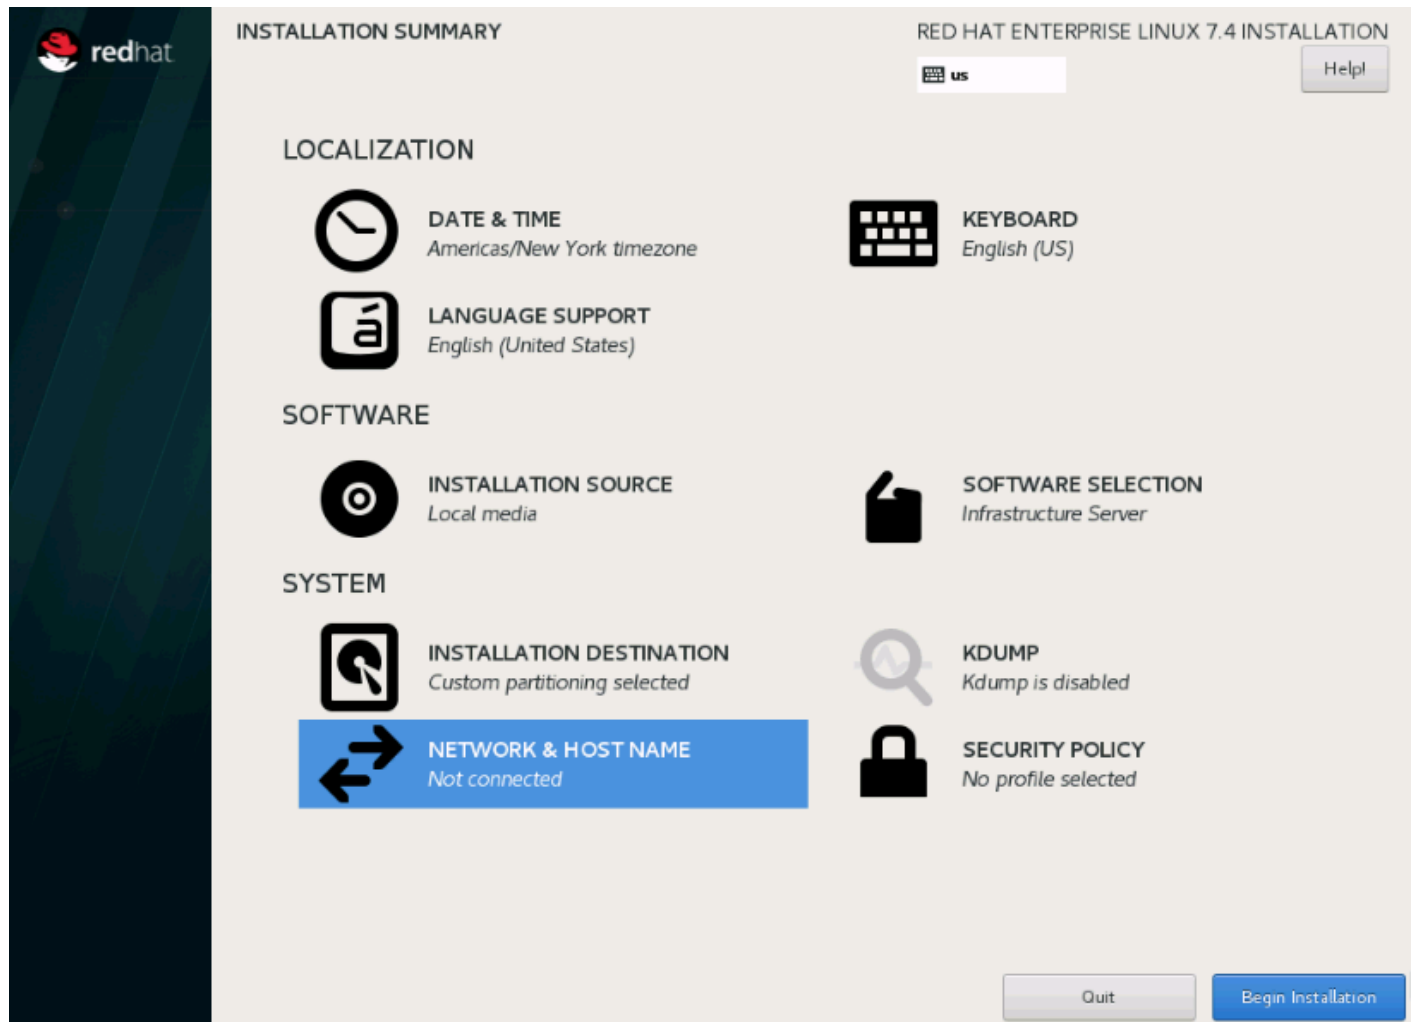 redhat
INSTALLATION SUMMARY
RED HAT ENTERPRISE LINUX 7.4 INSTALLATION
us
Help!
LOCALIZATION
DATE & TIME
Americas/New York timezone
KEYBOARD
English (US)
á
LANGUAGE SUPPORT
English (United States)
SOFTWARE
INSTALLATION SOURCE
Local media
SOFTWARE SELECTION
Infrastructure Server
SYSTEM
INSTALLATION DESTINATION
Custom partitioning selected
KDUMP
Kdump is disabled
NETWORK & HOST NAME
Not connected
SECURITY POLICY
No profile selected
Quit
Begin Installation